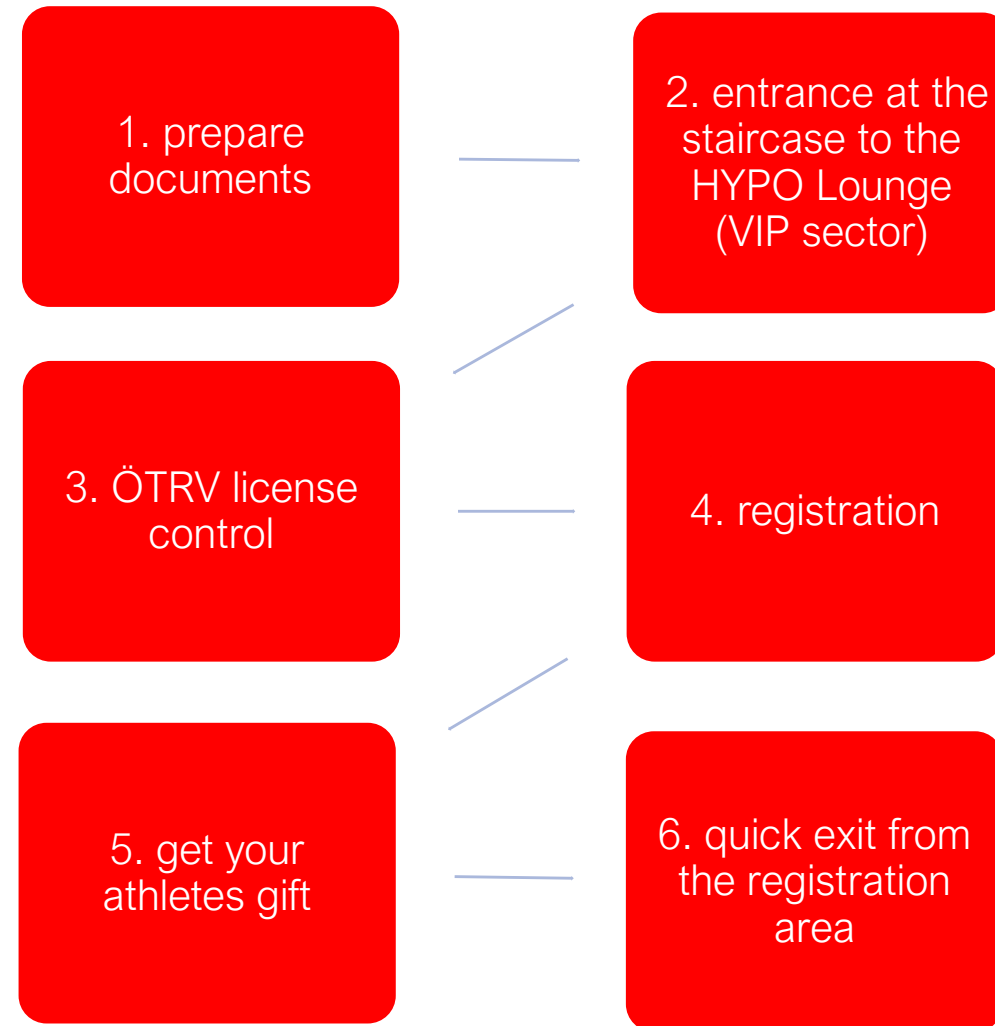 1. prepare
documents
2. entrance at the
staircase to the
HYPO Lounge
(VIP sector)
3. ÖTRV license
control
4. registration
5. get your
athletes gift
6. quick exit from
the registration
area